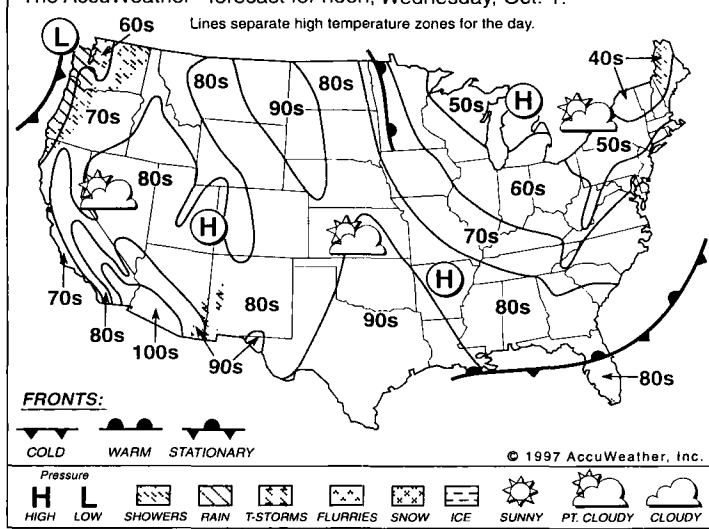 The AccuWeather forecast for noon, Wednesday, Oct. 1.
Lines separate high temperature zones for the day.
L
60s
70s
80s
90s
80s
50s
H
40s
50s
80s
60s
H
70s
H
70s
80s
100s
90s
80s
90s
80s
80s
FRONTS:
COLD WARM STATIONARY
© 1997 AccuWeather, Inc.
Pressure
H L
HIGH LOW SHOWERS RAIN T-STORMS FLURRIES SNOW ICE SUNNY PT. CLOUDY CLOUDY